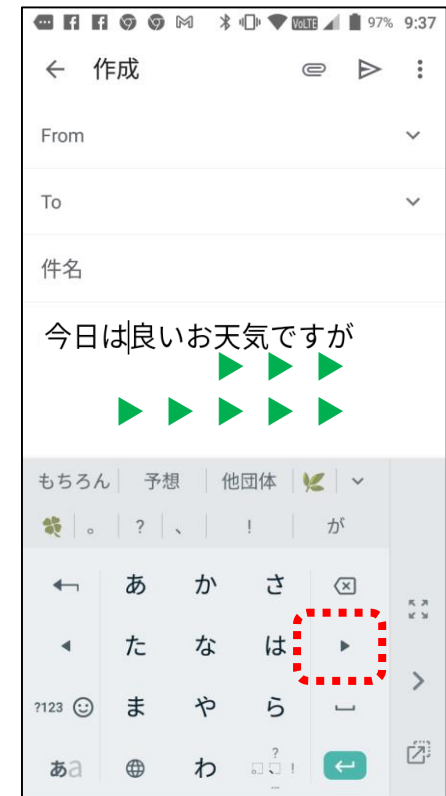 VoLTE 97% 9:37
作成
From
To
件名
今日は良いお天気ですが
もちろん 予想 他団体
。 ? 、 ! が
あ か さ
た な は
?123 ま や ら
あa わ 、。?!…